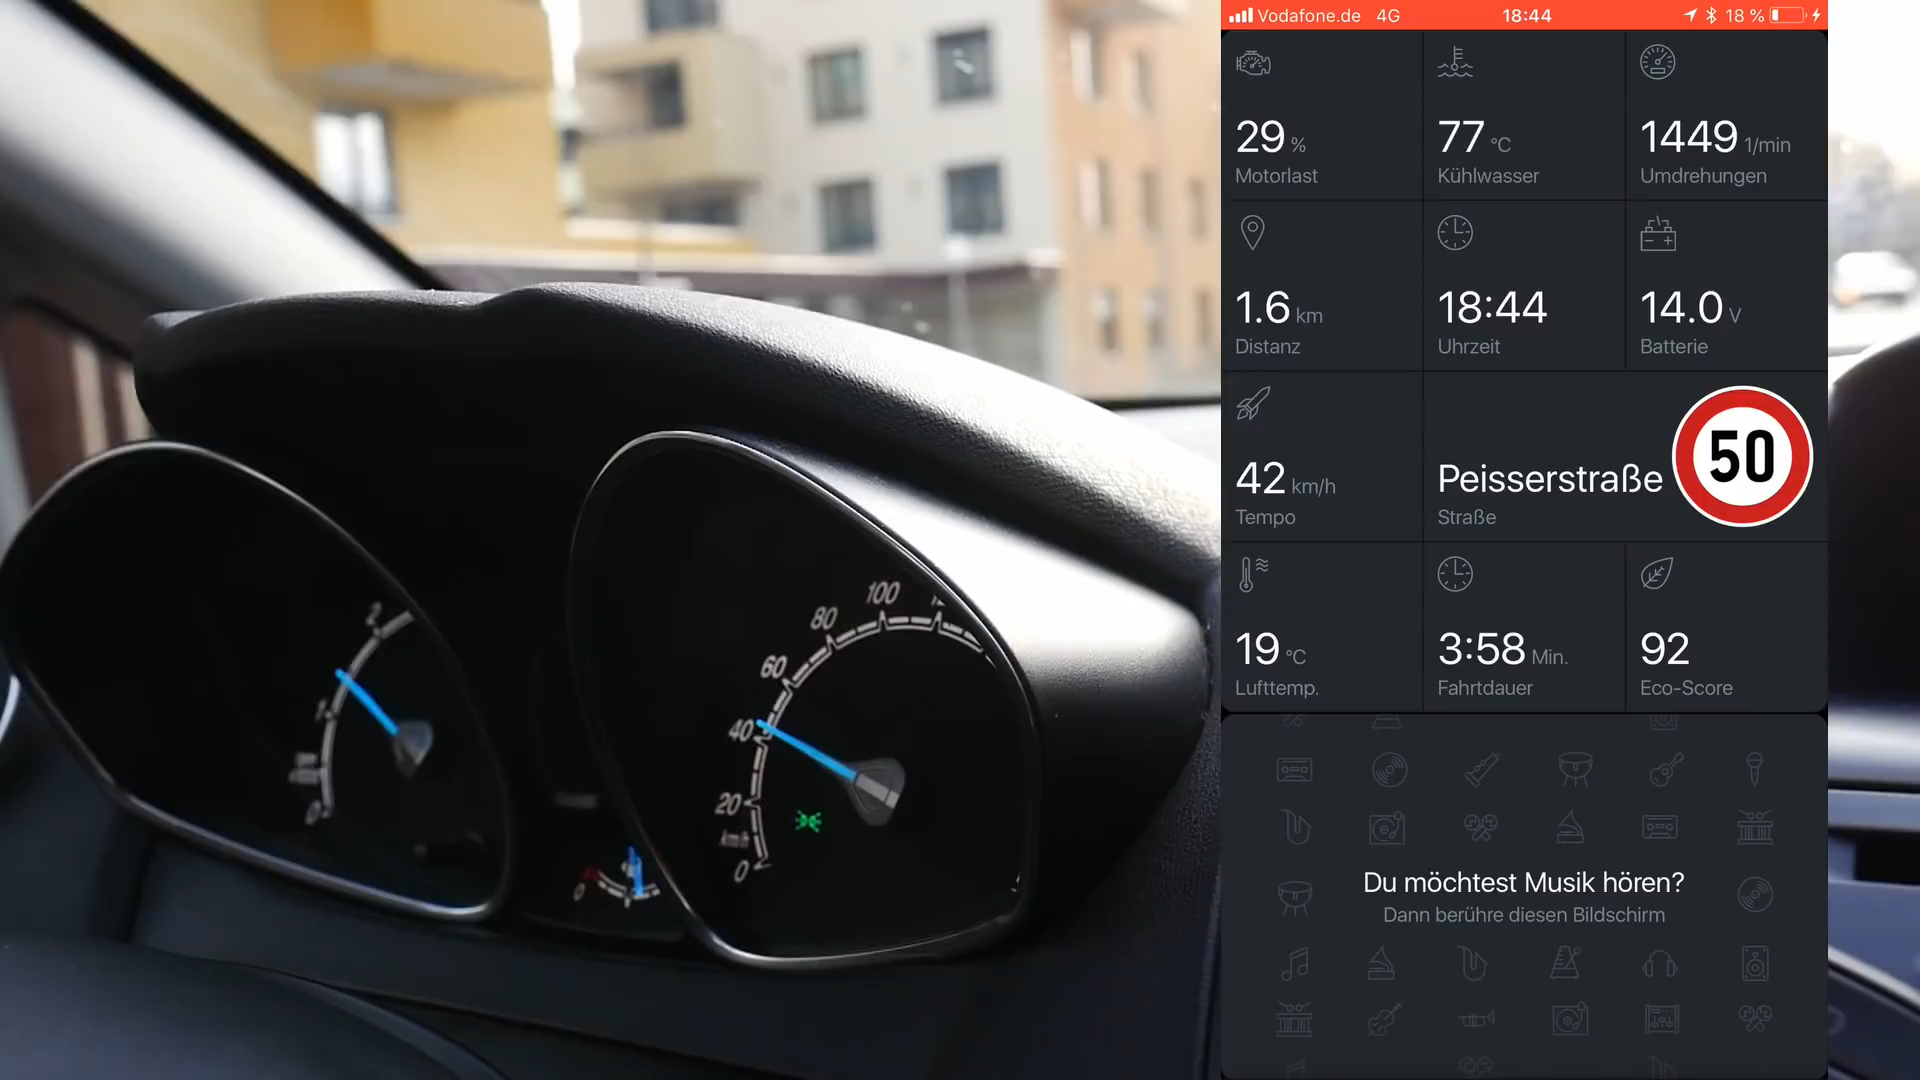 Vodafone.de 4G 18:44 18 %
29 % 77 °C 1449 1/min
Motorlast Kühlwasser Umdrehungen
1.6 km 18:44 14.0 V
Distanz Uhrzeit Batterie
50
42 km/h Peisserstraße
Tempo Straße
19 °C 3:58 Min. 92
Lufttemp. Fahrtdauer Eco-Score
Du möchtest Musik hören?
Dann berühre diesen Bildschirm
2
1
0
100
80
60
40
20
km/h
0
0